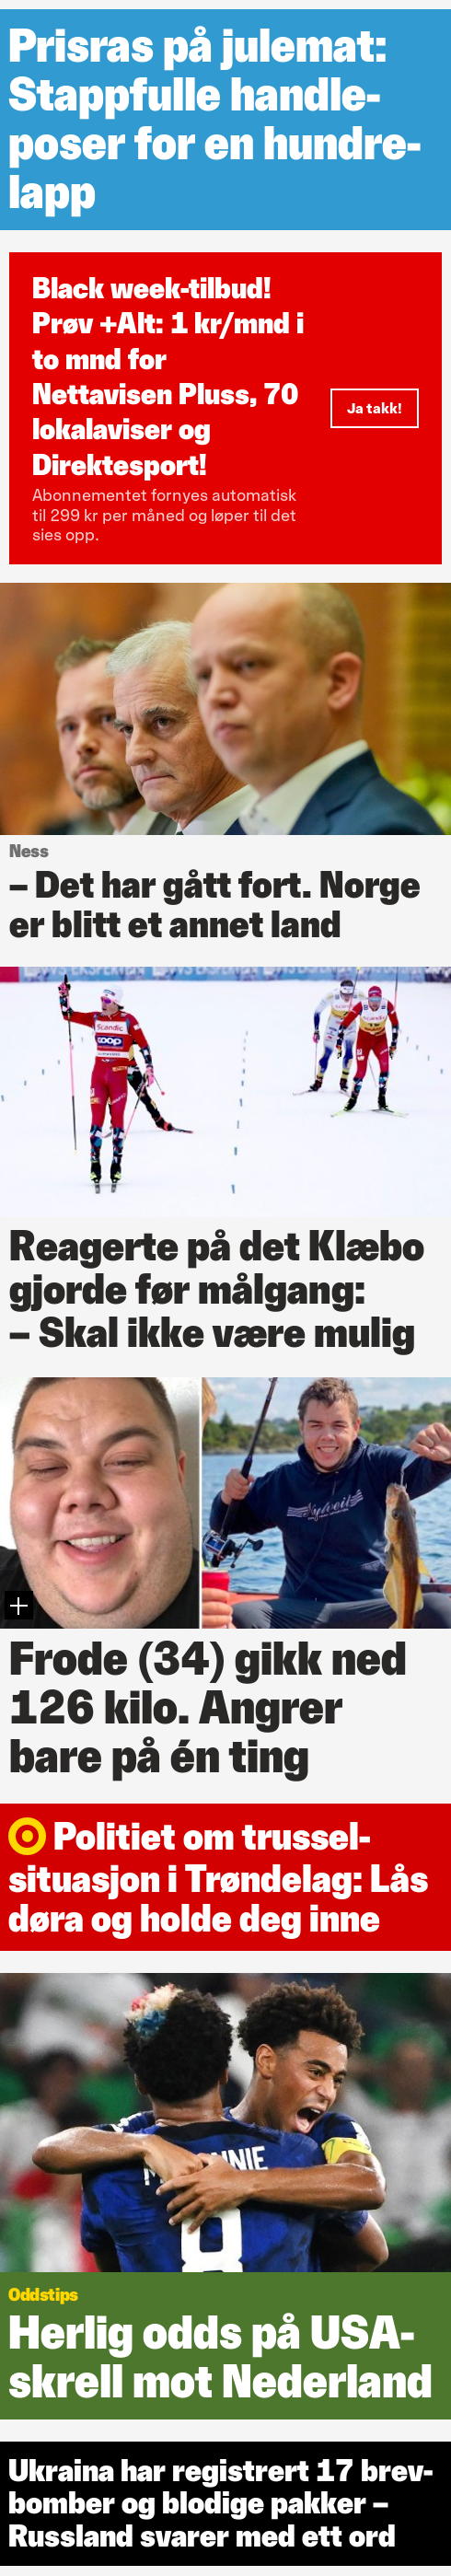 Prisras på julemat:
Stappfulle handle-
poser for en hundre-
lapp
Black week-tilbud!
Prøv +Alt: 1 kr/mnd i
to mnd for
Nettavisen Pluss, 70
lokalaviser og
Direktesport!
Ja takk!
Abonnementet fornyes automatisk
til 299 kr per måned og løper til det
sies opp.
Ness
– Det har gått fort. Norge
er blitt et annet land
Scandic
coop
Scandic
Reagerte på det Klæbo
gjorde før målgang:
– Skal ikke være mulig
+
Frode (34) gikk ned
126 kilo. Angrer
bare på én ting
Politiet om trussel-
situasjon i Trøndelag: Lås
døra og holde deg inne
8
Oddstips
Herlig odds på USA-
skrell mot Nederland
Ukraina har registrert 17 brev-
bomber og blodige pakker –
Russland svarer med ett ord